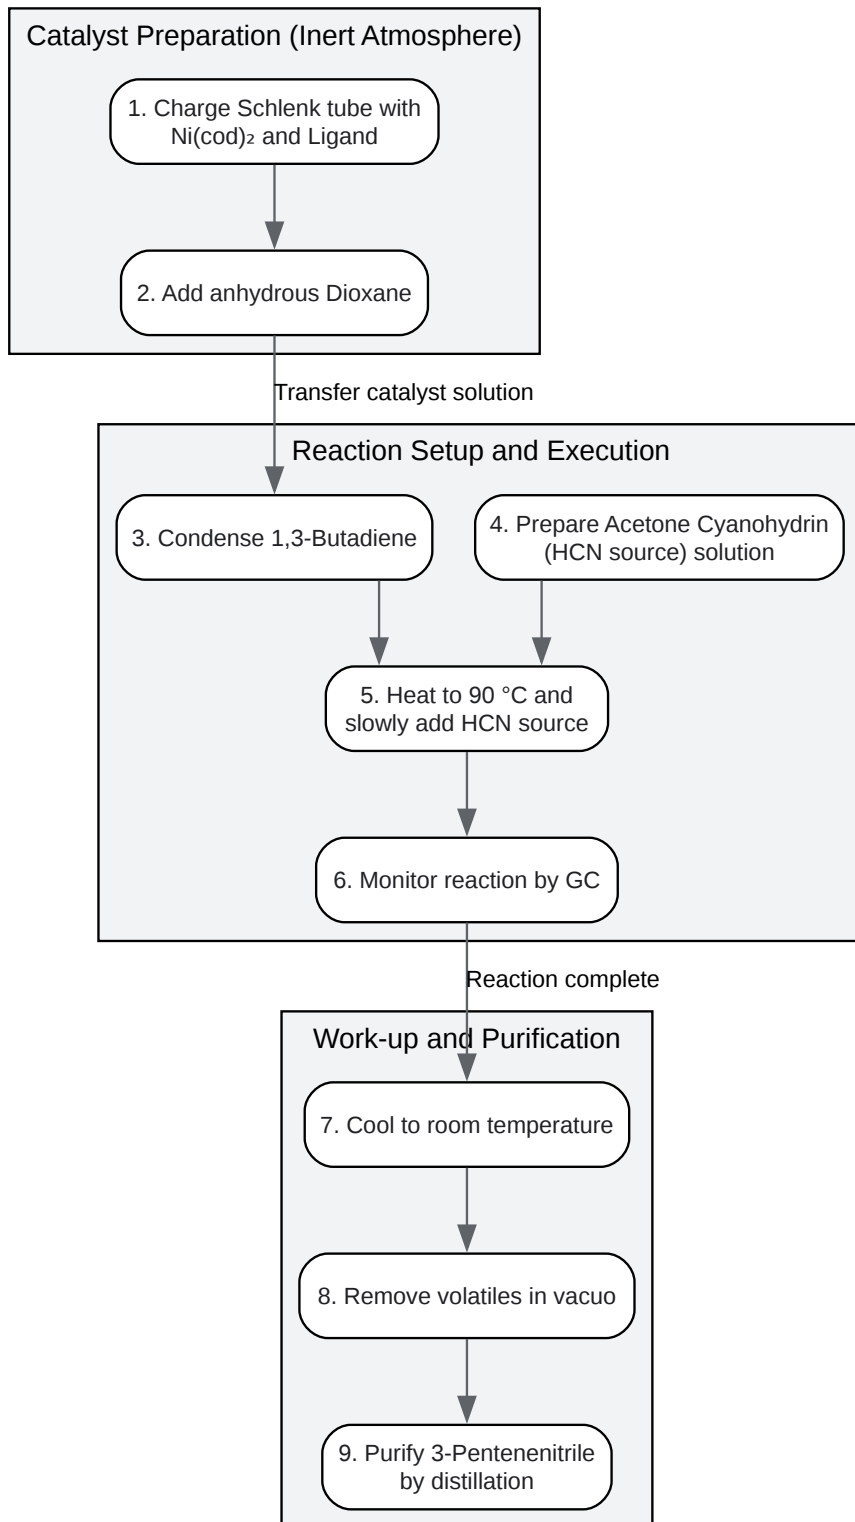 Catalyst Preparation (Inert Atmosphere)
1. Charge Schlenk tube with
Ni(cod)₂ and Ligand
2. Add anhydrous Dioxane
Transfer catalyst solution
Reaction Setup and Execution
3. Condense 1,3-Butadiene
4. Prepare Acetone Cyanohydrin
(HCN source) solution
5. Heat to 90 °C and
slowly add HCN source
6. Monitor reaction by GC
Reaction complete
Work-up and Purification
7. Cool to room temperature
8. Remove volatiles in vacuo
9. Purify 3-Pentenenitrile
by distillation